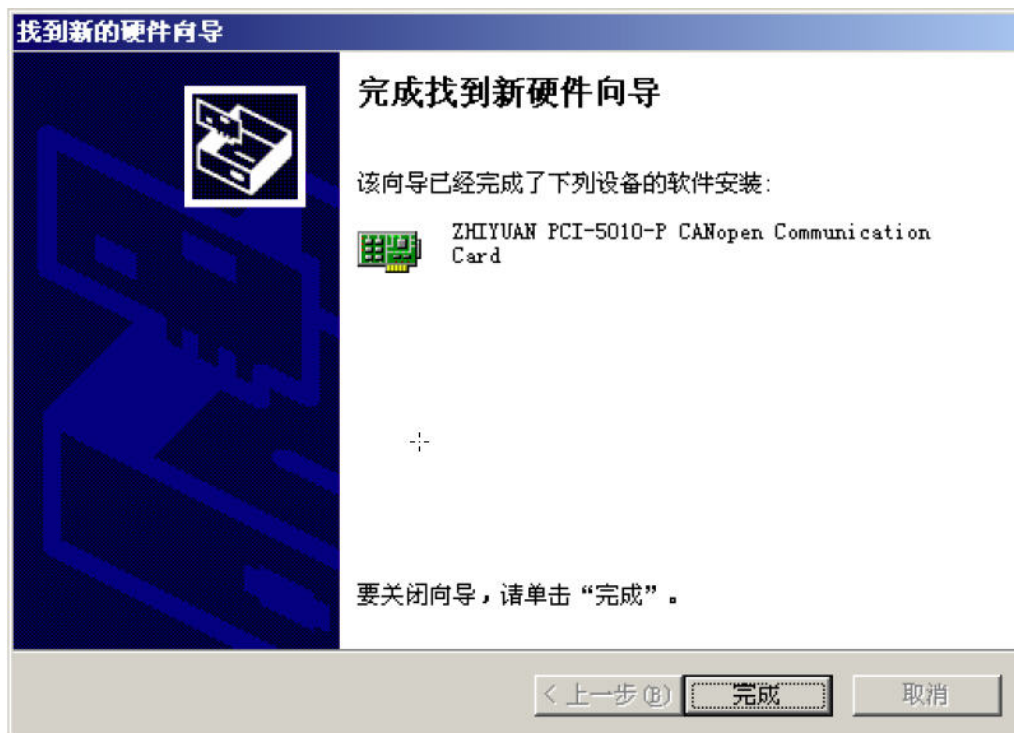 找到新的硬件向导
完成找到新硬件向导
该向导已经完成了下列设备的软件安装:
ZHIYUAN PCI-5010-P CANopen Communication
Card
要关闭向导,请单击“完成”。
< 上一步(B)
完成
取消